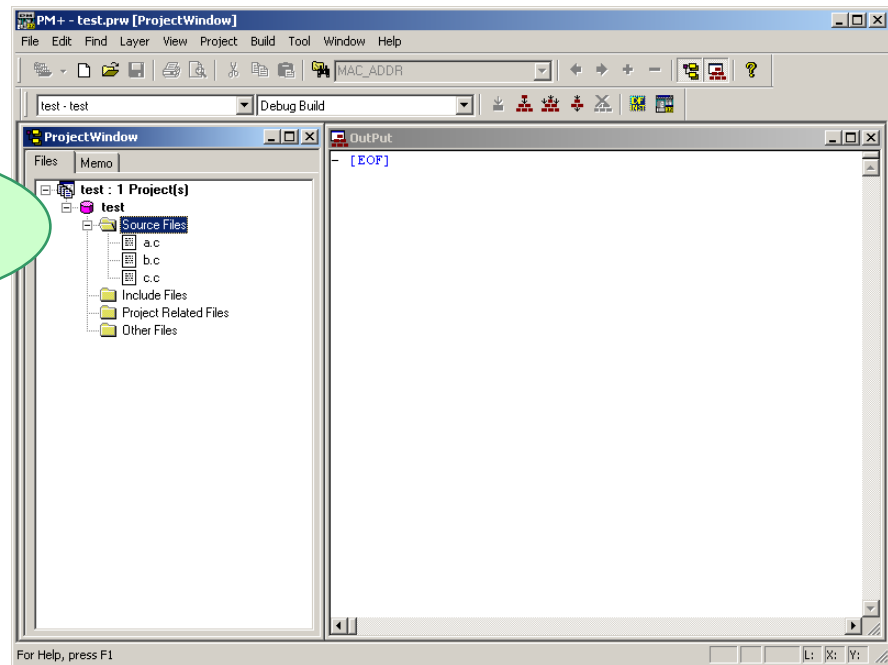 PM+ - test.prw [ProjectWindow]
File Edit Find Layer View Project Build Tool Window Help
MAC_ADDR
test - test
Debug Build
ProjectWindow
Files
Memo
test : 1 Project(s)
test
Source Files
a.c
b.c
c.c
Include Files
Project Related Files
Other Files
OutPut
- [EOF]
For Help, press F1
L: X: Y: